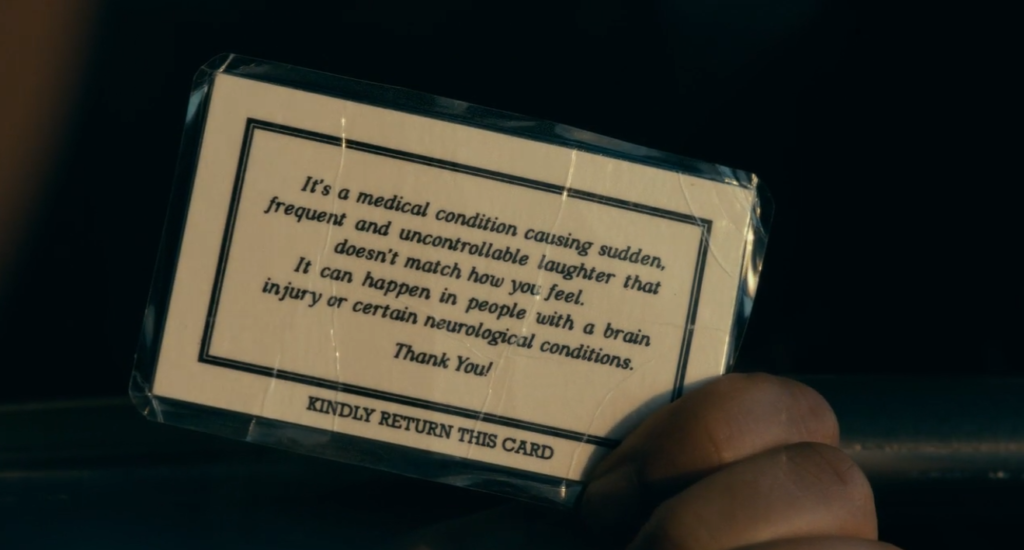 It's a medical condition causing sudden,
frequent and uncontrollable laughter that
doesn't match how you feel.
It can happen in people with a brain
injury or certain neurological conditions.
Thank You!
KINDLY RETURN THIS CARD